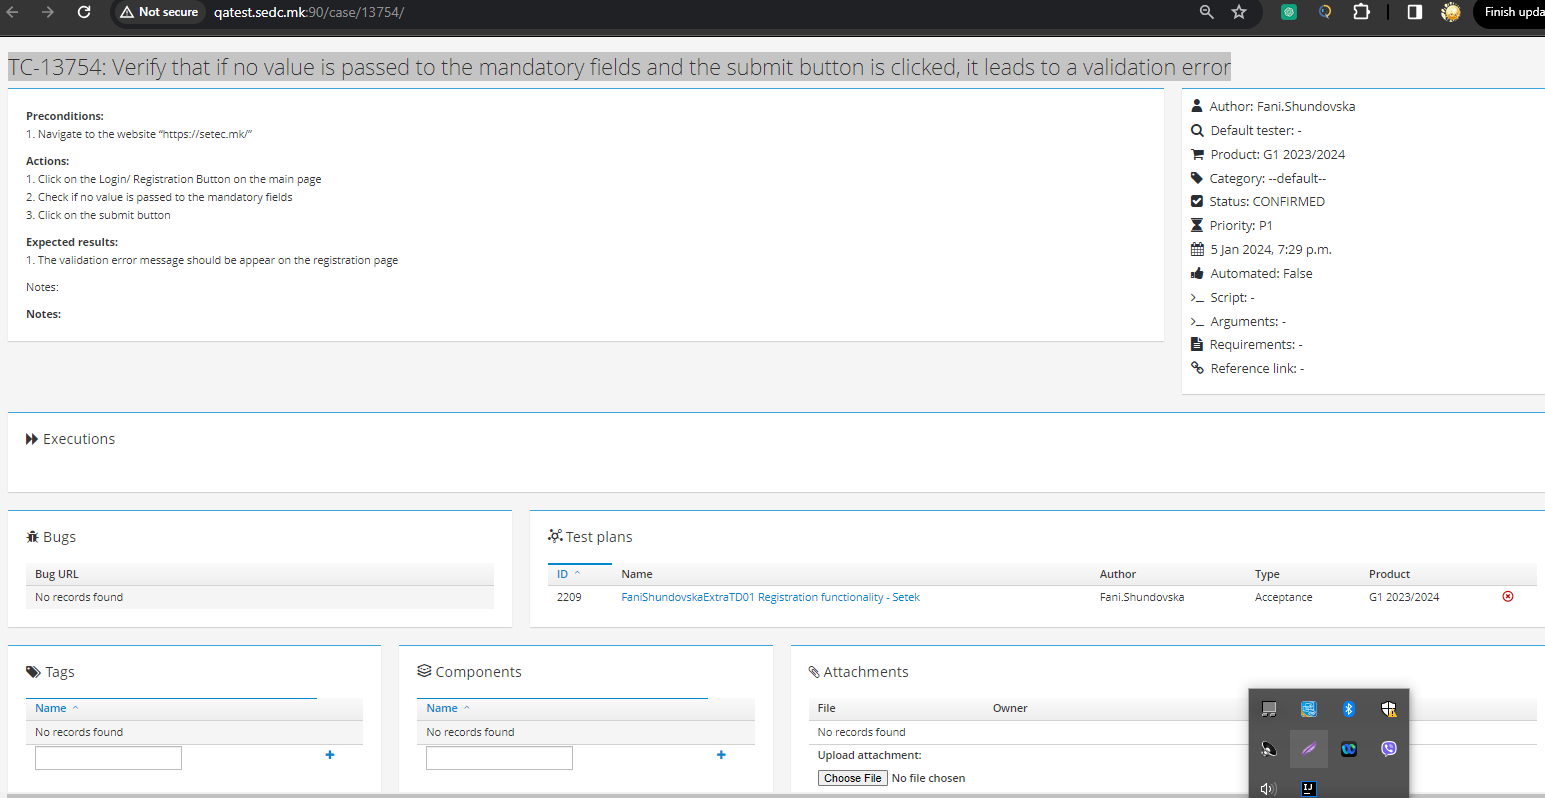 Not secure
qatest.sedc.mk:90/case/13754/
Finish upda
TC-13754: Verify that if no value is passed to the mandatory fields and the submit button is clicked, it leads to a validation error
Preconditions:
1. Navigate to the website “https://setec.mk/”
Actions:
1. Click on the Login/ Registration Button on the main page
2. Check if no value is passed to the mandatory fields
3. Click on the submit button
Expected results:
1. The validation error message should be appear on the registration page
Notes:
Notes:
Author: Fani.Shundovska
Default tester: -
Product: G1 2023/2024
Category: --default--
Status: CONFIRMED
Priority: P1
5 Jan 2024, 7:29 p.m.
Automated: False
Script: -
Arguments: -
Requirements: -
Reference link: -
Executions
Bugs
Bug URL
No records found
Test plans
ID Name Author Type Product
2209 FaniShundovskaExtraTD01 Registration functionality - Setek Fani.Shundovska Acceptance G1 2023/2024
Tags
Name
No records found
Components
Name
No records found
Attachments
File Owner
No records found
Upload attachment:
Choose File No file chosen
IJ